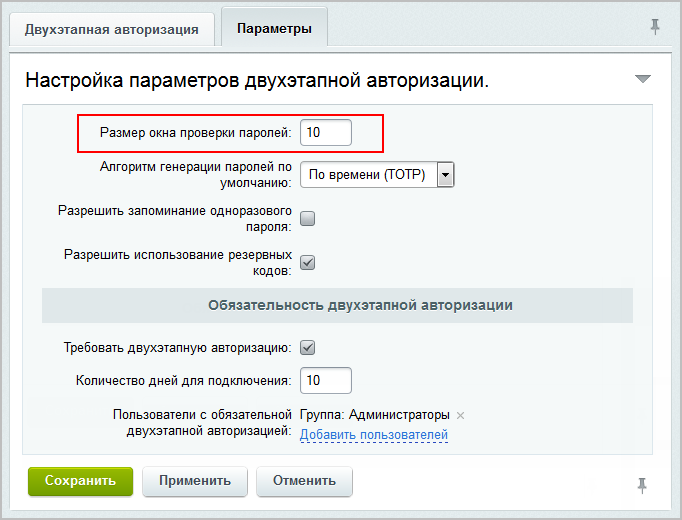 Двухэтапная авторизация
Параметры
Настройка параметров двухэтапной авторизации.
Размер окна проверки паролей: 10
Алгоритм генерации паролей по
умолчанию: По времени (TOTP)
Разрешить запоминание одноразового
пароля:
Разрешить использование резервных
кодов:
Обязательность двухэтапной авторизации
Требовать двухэтапную авторизацию:
Количество дней для подключения: 10
Пользователи с обязательной Группа: Администраторы
двухэтапной авторизацией: Добавить пользователей
Сохранить Применить Отменить